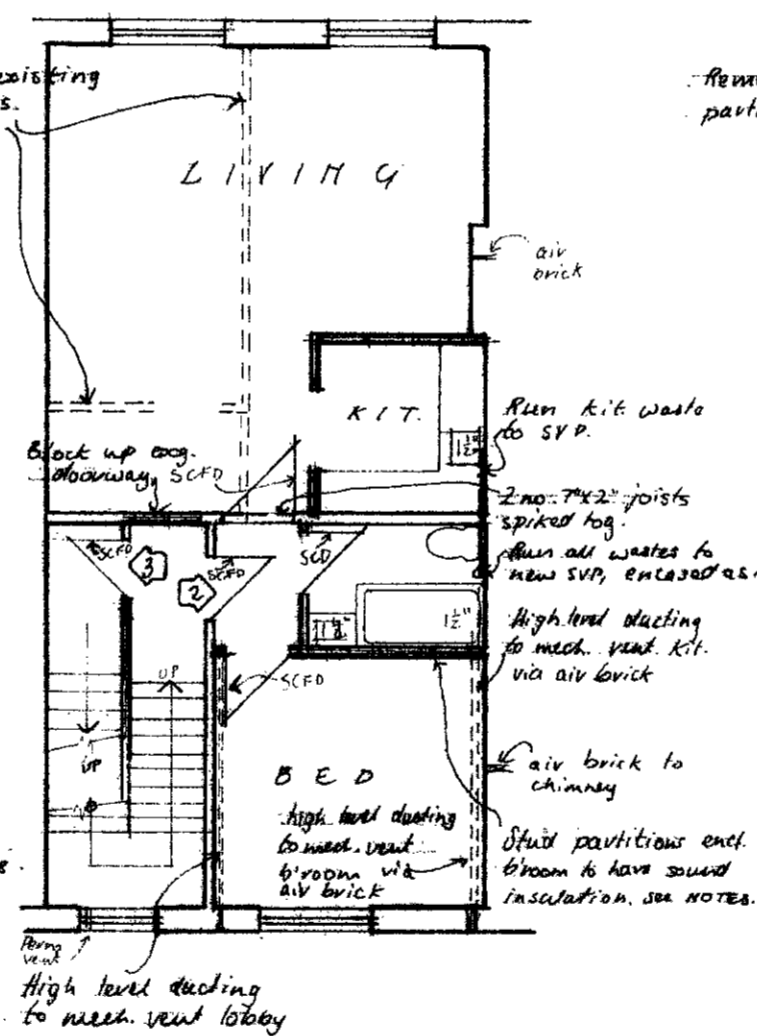 existing
s.
Remo
parti
LIVING
air
brick
KIT.
1½"
Run kit waste
to SVP.
Block up exg.
doorway
SCFD
2 no. 7"x2" joists
spiked tog.
SCFD
3
SCFD
2
SCD
Run all wastes to
new SVP, encased as
1½"
1½"
High level ducting
to mech. vent. kit.
via air brick
SCFD
UP
UP
BED
high level ducting
to mech. vent
b'room via
air brick
air brick to
chimney
Stud partitions encl.
b'room to have sound
insulation, see NOTES.
s.
Perm
vent
High level ducting
to mech. vent lobby